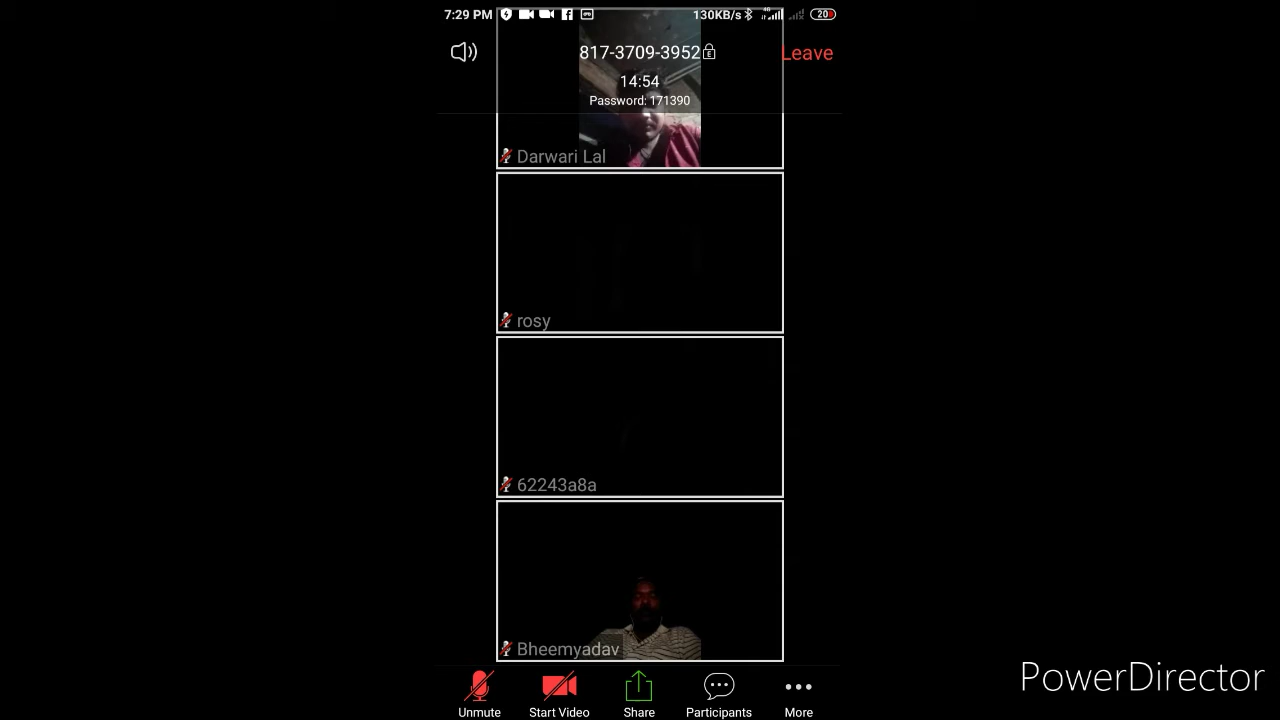 7:29 PM 130KB/s 4G 20
817-3709-3952 Leave
14:54
Password: 171390
Darwari Lal
rosy
62243a8a
Bheemyadav
Unmute Start Video Share Participants More
PowerDirector